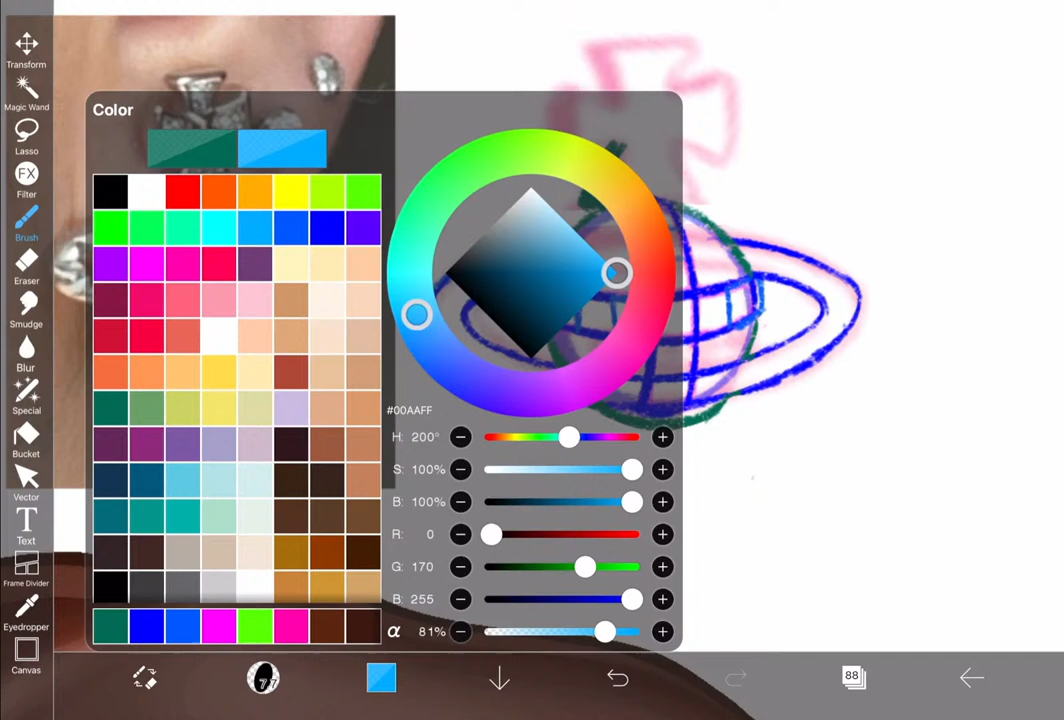 Transform
Magic Wand
Lasso
FX
Filter
Brush
Eraser
Smudge
Blur
Special
Bucket
Vector
T
Text
Frame Divider
Eyedropper
Canvas
Color
#00AAFF
H: 200°
S: 100%
B: 100%
R: 0
G: 170
B: 255
α 81%
77
88